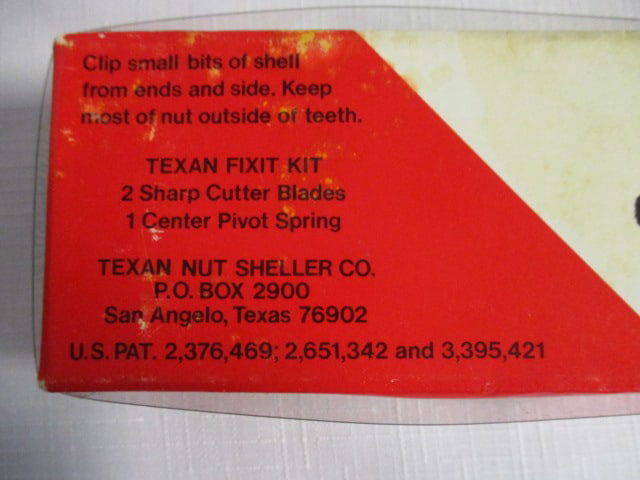 Clip small bits of shell
from ends and side. Keep
most of nut outside of teeth.
TEXAN FIXIT KIT
2 Sharp Cutter Blades
1 Center Pivot Spring
TEXAN NUT SHELLER CO.
P.O. BOX 2900
San Angelo, Texas 76902
U.S. PAT. 2,376,469; 2,651,342 and 3,395,421